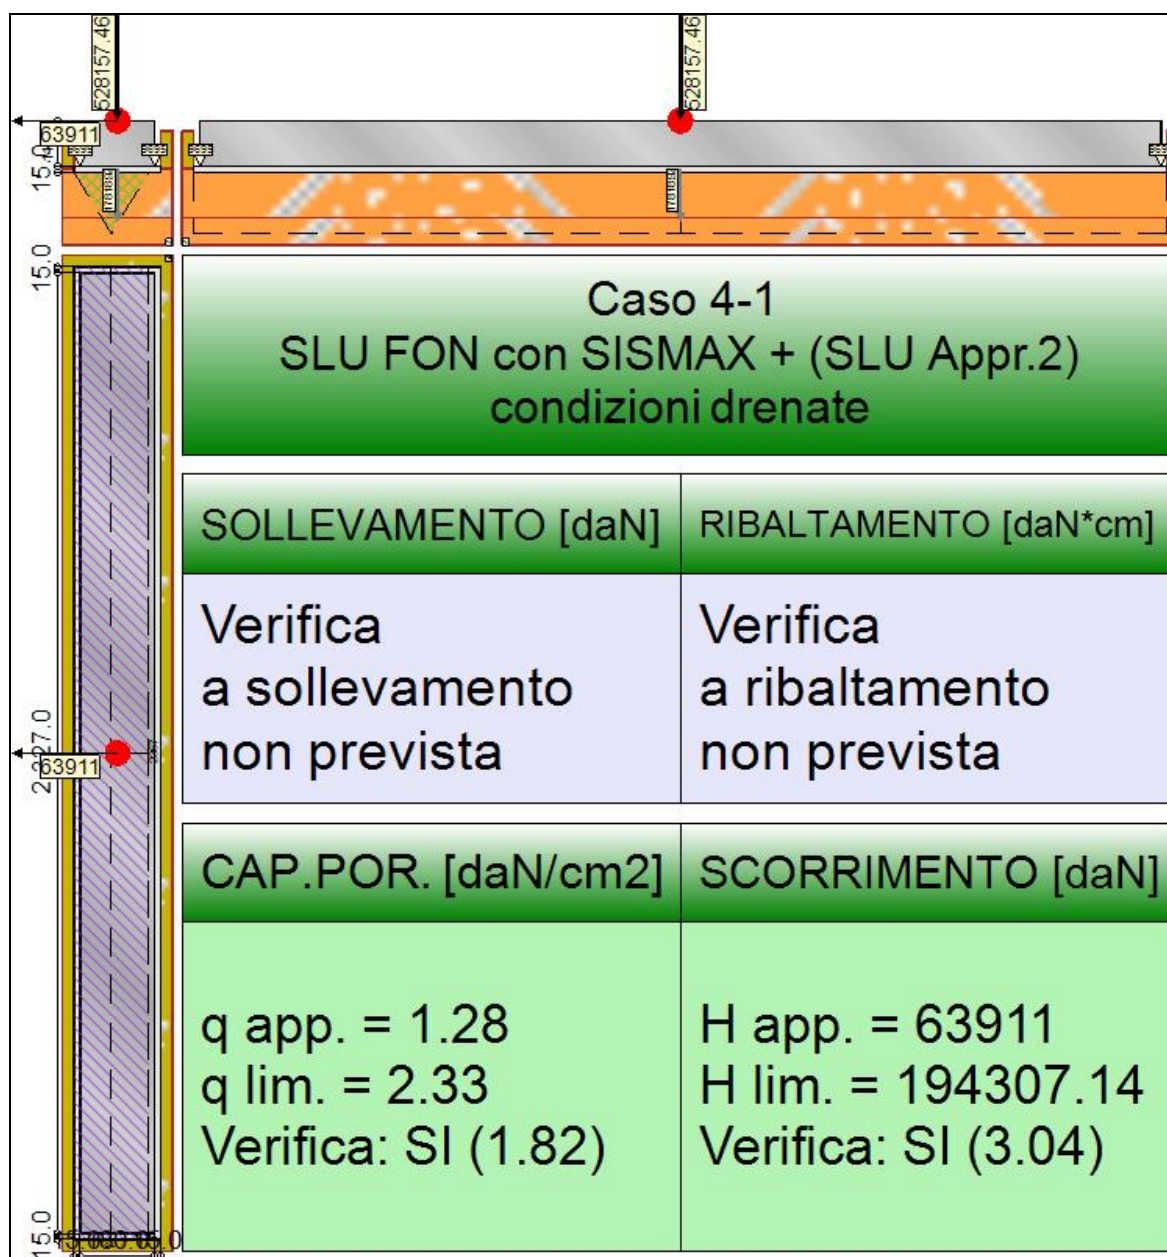 528157.46
528157.46
63911
15.0
15.0
Caso 4-1
SLU FON con SISMAX + (SLU Appr.2)
condizioni drenate
SOLLEVAMENTO [daN]
RIBALTAMENTO [daN*cm]
Verifica
a sollevamento
non prevista
Verifica
a ribaltamento
non prevista
63911
CAP.POR. [daN/cm2]
SCORRIMENTO [daN]
q app. = 1.28
q lim. = 2.33
Verifica: SI (1.82)
H app. = 63911
H lim. = 194307.14
Verifica: SI (3.04)
15.0